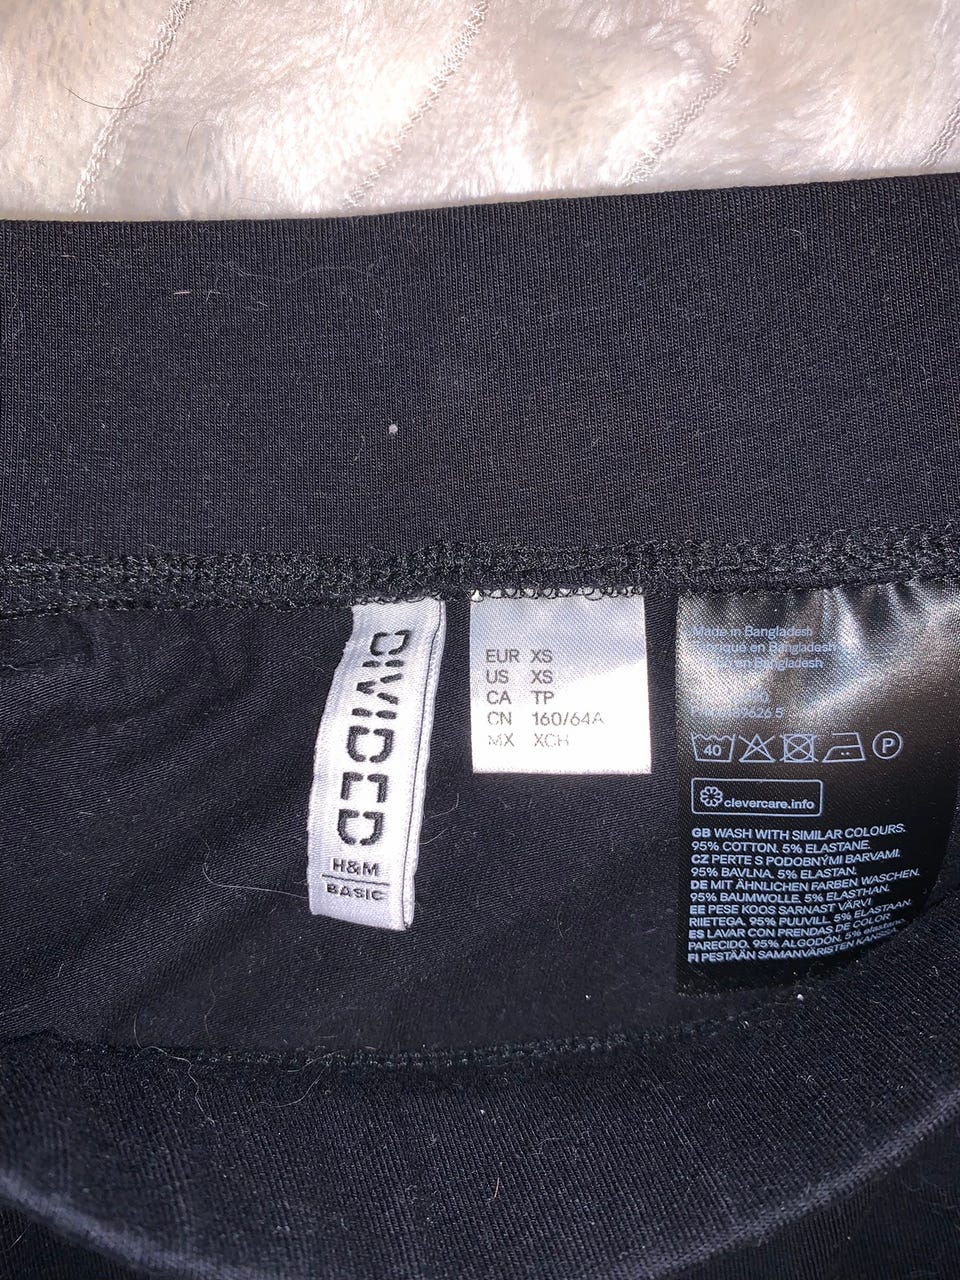 DIVIDED
H&M
BASIC
EUR XS
US XS
CA TP
CN 160/64A
MX XCH
Made in Bangladesh
en Bangladesh
en Bangladesh
40
P
clevercare.info
GB WASH WITH SIMILAR COLOURS.
95% COTTON. 5% ELASTANE.
CZ PERTE S PODOBNÝMI BARVAMI.
95% BAVLNA. 5% ELASTAN.
DE MIT ÄHNLICHEN FARBEN WASCHEN.
95% BAUMWOLLE. 5% ELASTHAN.
EE PESE KOOS SARNAST VÄRVI
RIIETEGA. 95% PUUVILL. 5% ELASTAAN.
ES LAVAR CON PRENDAS DE COLOR
PARECIDO. 95% ALGODÓN. 5%
FI PESTÄÄN SAMANVÄRISTEN